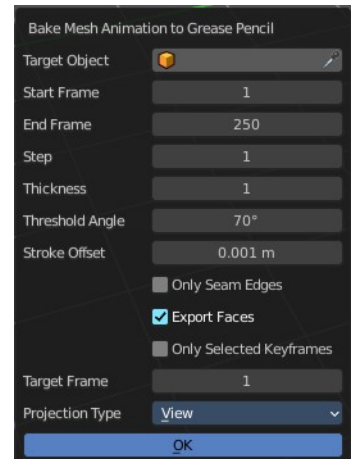 Bake Mesh Animation to Grease Pencil
Target Object
Start Frame 1
End Frame 250
Step 1
Thickness 1
Threshold Angle 70°
Stroke Offset 0.001 m
Only Seam Edges
Export Faces
Only Selected Keyframes
Target Frame 1
Projection Type View
OK